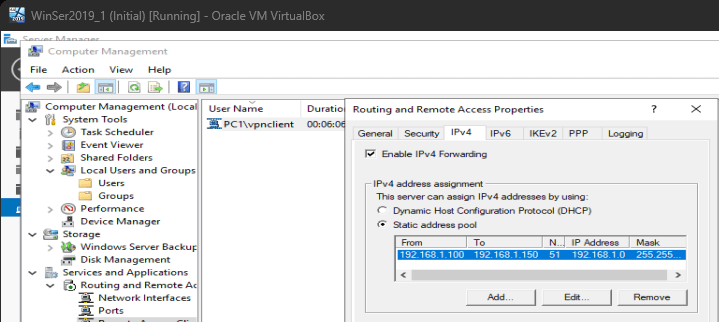 WinSer2019_1 (Initial) [Running] - Oracle VM VirtualBox
Server Manager
Computer Management
File Action View Help
Computer Management (Local
System Tools
Task Scheduler
Event Viewer
Shared Folders
Local Users and Groups
Users
Groups
Performance
Device Manager
Storage
Windows Server Backup
Disk Management
Services and Applications
Routing and Remote Ac
Network Interfaces
Ports
User Name Duration
PC1\vpnclient 00:06:06
Routing and Remote Access Properties
General Security IPv4 IPv6 IKEv2 PPP Logging
Enable IPv4 Forwarding
IPv4 address assignment
This server can assign IPv4 addresses by using:
Dynamic Host Configuration Protocol (DHCP)
Static address pool
From To N... IP Address Mask
192.168.1.100 192.168.1.150 51 192.168.1.0 255.255...
Add... Edit... Remove